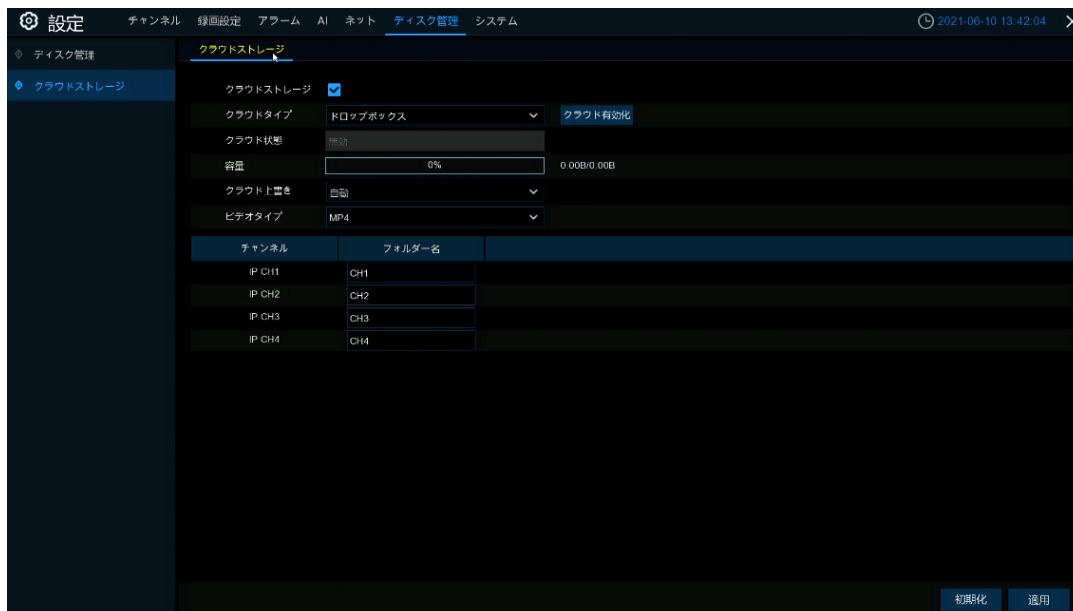 設定 チャンネル 録画設定 アラーム AI ネット ディスク管理 システム 2021-06-10 13:42:04
ディスク管理
クラウドストレージ
クラウドストレージ
クラウドストレージ
クラウドタイプ ドロップボックス クラウド有効化
クラウド状態 無効
容量 0% 0.00B/0.00B
クラウド上書き 自動
ビデオタイプ MP4
チャンネル フォルダー名
IP CH1 CH1
IP CH2 CH2
IP CH3 CH3
IP CH4 CH4
初期化 適用